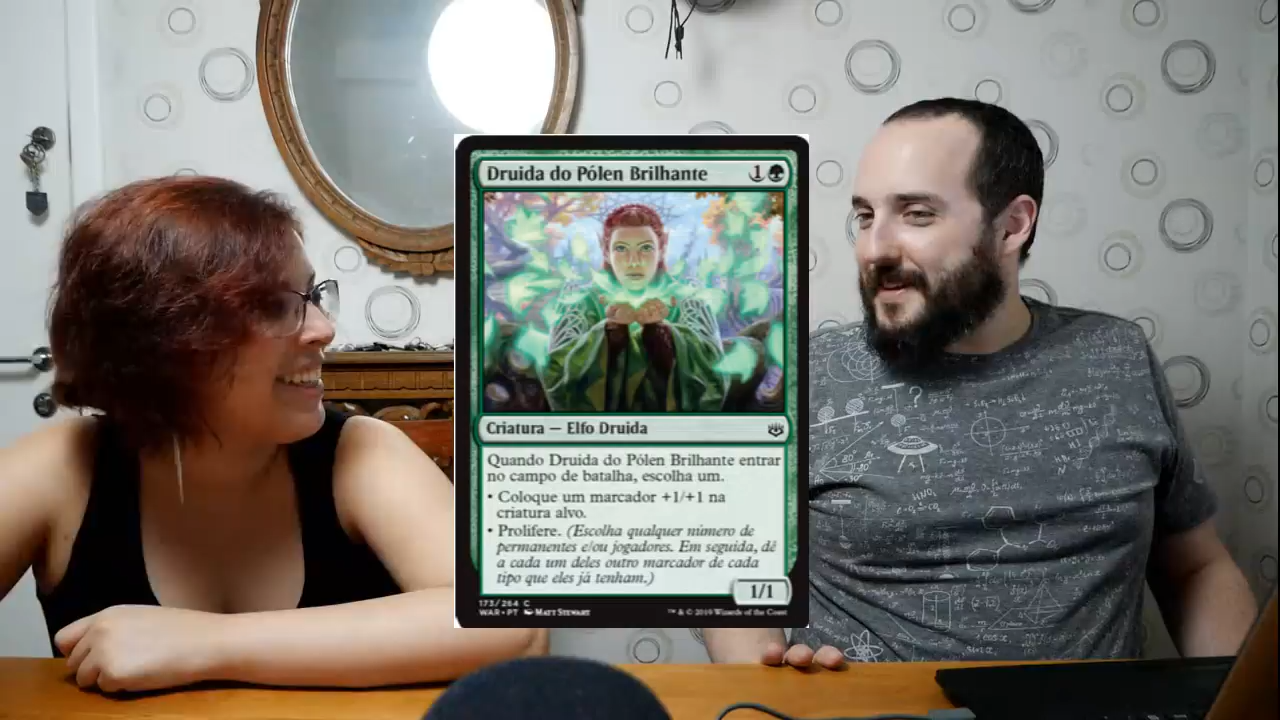 Druida do Pólen Brilhante 1
Criatura — Elfo Druida
Quando Druida do Pólen Brilhante entrar
no campo de batalha, escolha um.
• Coloque um marcador +1/+1 na
criatura alvo.
• Prolifere. (Escolha qualquer número de
permanentes e/ou jogadores. Em seguida, dê
a cada um deles outro marcador de cada
tipo que eles já tenham.)
1/1
173/264 C
WAR • PT Matt Stewart ™ & © 2019 Wizards of the Coast